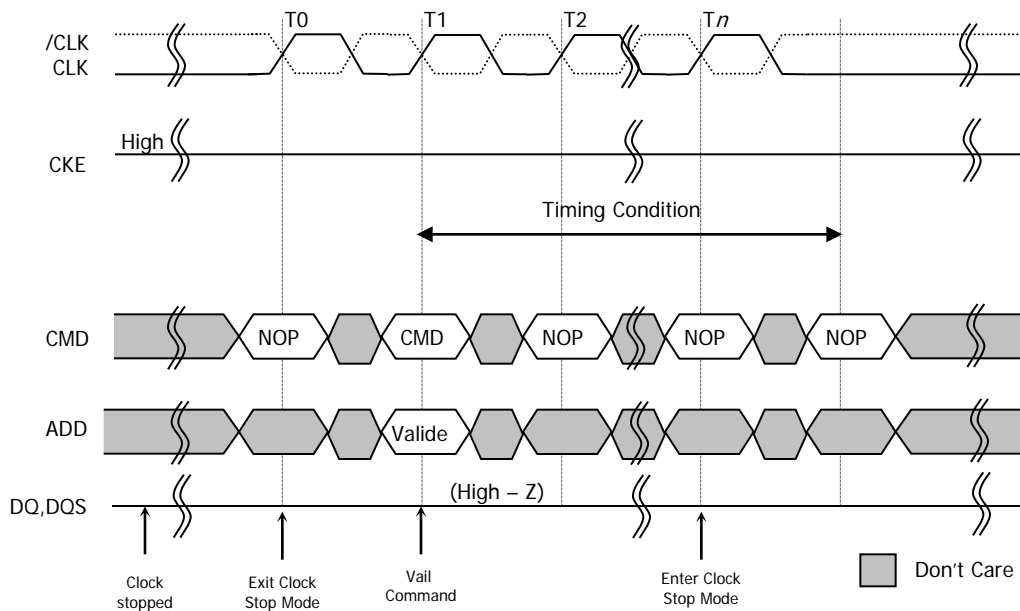 T0 T1 T2 Tn
/CLK
CLK
High
CKE
Timing Condition
CMD NOP CMD NOP NOP NOP
ADD Valide
(High – Z)
DQ,DQS
Clock
stopped
Exit Clock
Stop Mode
Vail
Command
Enter Clock
Stop Mode
Don't Care